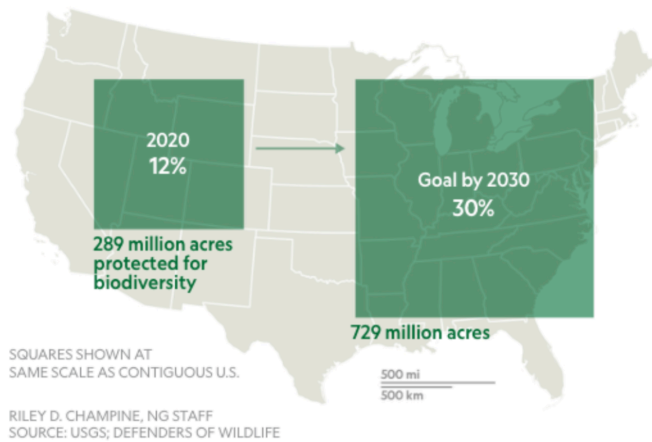 2020
12%
289 million acres
protected for
biodiversity
Goal by 2030
30%
729 million acres
SQUARES SHOWN AT
SAME SCALE AS CONTIGUOUS U.S.
500 mi
500 km
RILEY D. CHAMPINE, NG STAFF
SOURCE: USGS; DEFENDERS OF WILDLIFE